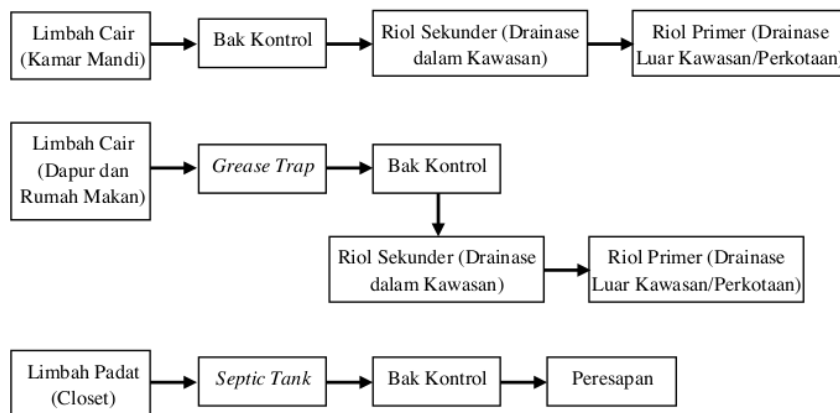 Limbah Cair
(Kamar Mandi)
Bak Kontrol
Riol Sekunder (Drainase
dalam Kawasan)
Riol Primer (Drainase
Luar Kawasan/Perkotaan)
Limbah Cair
(Dapur dan
Rumah Makan)
Grease Trap
Bak Kontrol
Riol Sekunder (Drainase
dalam Kawasan)
Riol Primer (Drainase
Luar Kawasan/Perkotaan)
Limbah Padat
(Closet)
Septic Tank
Bak Kontrol
Peresapan